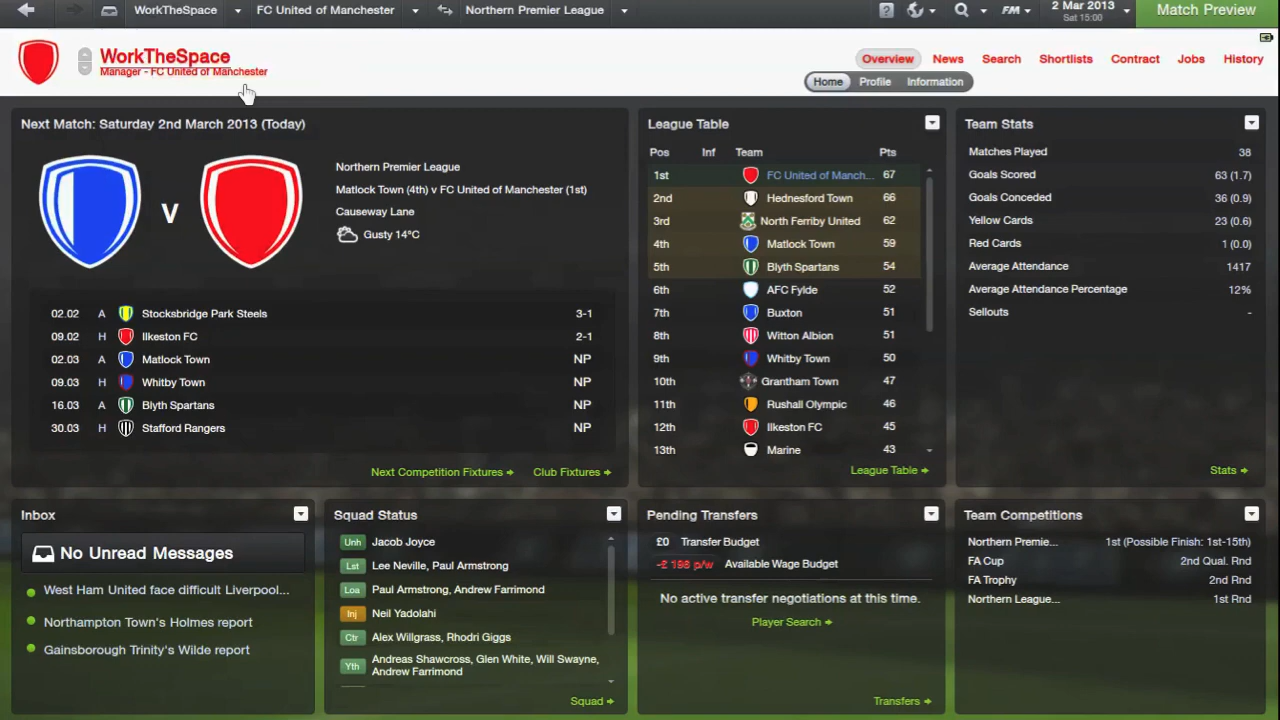 WorkTheSpace
FC United of Manchester
Northern Premier League
?
FM
2 Mar 2013
Sat 15:00
Match Preview
WorkTheSpace
Manager - FC United of Manchester
Overview News Search Shortlists Contract Jobs History
Home Profile Information
Next Match: Saturday 2nd March 2013 (Today)
V
Northern Premier League
Matlock Town (4th) v FC United of Manchester (1st)
Causeway Lane
Gusty 14°C
02.02 A Stocksbridge Park Steels 3-1
09.02 H Ilkeston FC 2-1
02.03 A Matlock Town NP
09.03 H Whitby Town NP
16.03 A Blyth Spartans NP
30.03 H Stafford Rangers NP
Next Competition Fixtures Club Fixtures
League Table
Pos Inf Team Pts
1st FC United of Manch... 67
2nd Hednesford Town 66
3rd North Ferriby United 62
4th Matlock Town 59
5th Blyth Spartans 54
6th AFC Fylde 52
7th Buxton 51
8th Witton Albion 51
9th Whitby Town 50
10th Grantham Town 47
11th Rushall Olympic 46
12th Ilkeston FC 45
13th Marine 43
League Table
Team Stats
Matches Played 38
Goals Scored 63 (1.7)
Goals Conceded 36 (0.9)
Yellow Cards 23 (0.6)
Red Cards 1 (0.0)
Average Attendance 1417
Average Attendance Percentage 12%
Sellouts -
Stats
Inbox
No Unread Messages
West Ham United face difficult Liverpool...
Northampton Town's Holmes report
Gainsborough Trinity's Wilde report
Squad Status
Unh Jacob Joyce
Lst Lee Neville, Paul Armstrong
Loa Paul Armstrong, Andrew Farrimond
Inj Neil Yadolahi
Ctr Alex Willgrass, Rhodri Giggs
Yth Andreas Shawcross, Glen White, Will Swayne,
Andrew Farrimond
Squad
Pending Transfers
£0 Transfer Budget
-£ 198 p/w Available Wage Budget
No active transfer negotiations at this time.
Player Search
Transfers
Team Competitions
Northern Premie... 1st (Possible Finish: 1st-15th)
FA Cup 2nd Qual. Rnd
FA Trophy 2nd Rnd
Northern League... 1st Rnd